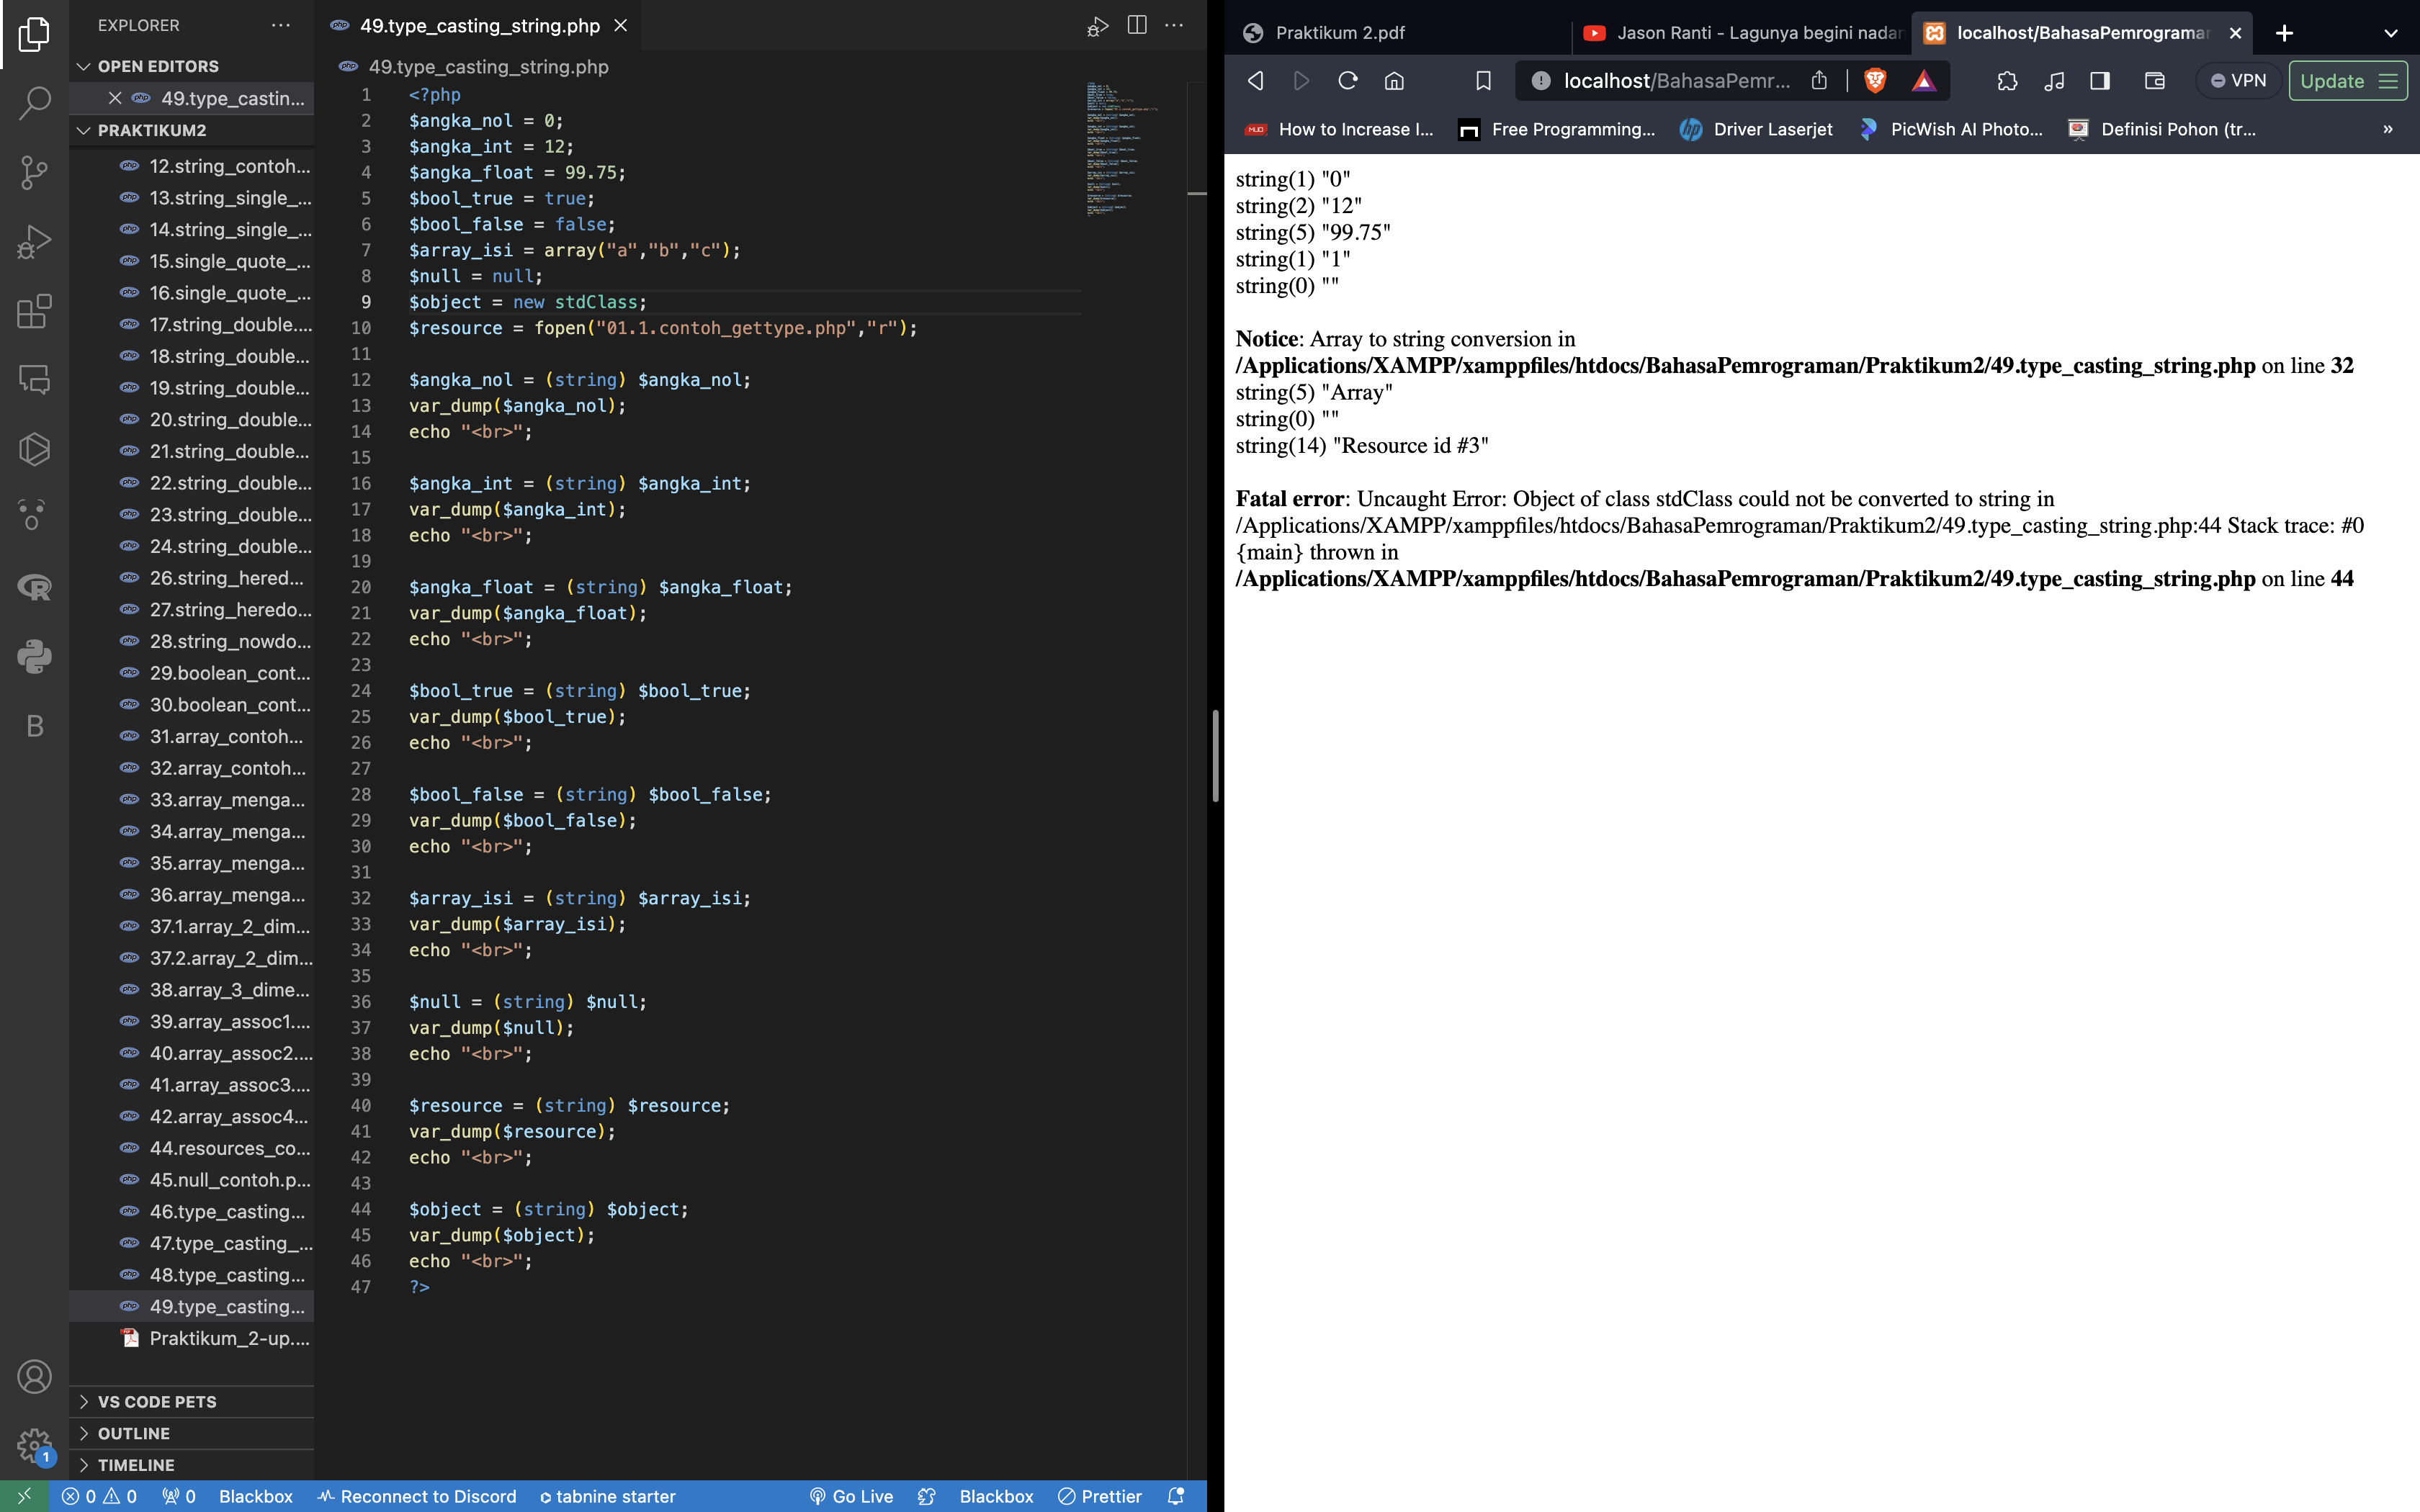 EXPLORER
OPEN EDITORS
49.type_castin...
PRAKTIKUM2
12.string_contoh...
13.string_single_...
14.string_single_...
15.single_quote_...
16.single_quote_...
17.string_double....
18.string_double...
19.string_double...
20.string_double...
21.string_double...
22.string_double...
23.string_double...
24.string_double...
26.string_hered...
27.string_heredo...
28.string_nowdo...
29.boolean_cont...
30.boolean_cont...
31.array_contoh...
32.array_contoh...
33.array_menga...
34.array_menga...
35.array_menga...
36.array_menga...
37.1.array_2_dim...
37.2.array_2_dim...
38.array_3_dime...
39.array_assoc1....
40.array_assoc2....
41.array_assoc3....
42.array_assoc4...
44.resources_co...
45.null_contoh.p...
46.type_casting...
47.type_casting_...
48.type_casting...
49.type_casting...
Praktikum_2-up....
VS CODE PETS
OUTLINE
TIMELINE
49.type_casting_string.php
49.type_casting_string.php
1 <?php
2 $angka_nol = 0;
3 $angka_int = 12;
4 $angka_float = 99.75;
5 $bool_true = true;
6 $bool_false = false;
7 $array_isi = array("a","b","c");
8 $null = null;
9 $object = new stdClass;
10 $resource = fopen("01.1.contoh_gettype.php","r");
11
12 $angka_nol = (string) $angka_nol;
13 var_dump($angka_nol);
14 echo "<br>";
15
16 $angka_int = (string) $angka_int;
17 var_dump($angka_int);
18 echo "<br>";
19
20 $angka_float = (string) $angka_float;
21 var_dump($angka_float);
22 echo "<br>";
23
24 $bool_true = (string) $bool_true;
25 var_dump($bool_true);
26 echo "<br>";
27
28 $bool_false = (string) $bool_false;
29 var_dump($bool_false);
30 echo "<br>";
31
32 $array_isi = (string) $array_isi;
33 var_dump($array_isi);
34 echo "<br>";
35
36 $null = (string) $null;
37 var_dump($null);
38 echo "<br>";
39
40 $resource = (string) $resource;
41 var_dump($resource);
42 echo "<br>";
43
44 $object = (string) $object;
45 var_dump($object);
46 echo "<br>";
47 ?>
1
0 0 0 Blackbox Reconnect to Discord tabnine starter Go Live Blackbox Prettier
Praktikum 2.pdf
Jason Ranti - Lagunya begini nadan
localhost/BahasaPemrograman
localhost/BahasaPemr...
VPN
Update
How to Increase I...
Free Programming...
Driver Laserjet
PicWish AI Photo...
Definisi Pohon (tr...
string(1) "0"
string(2) "12"
string(5) "99.75"
string(1) "1"
string(0) ""
Notice: Array to string conversion in
/Applications/XAMPP/xamppfiles/htdocs/BahasaPemrograman/Praktikum2/49.type_casting_string.php on line 32
string(5) "Array"
string(0) ""
string(14) "Resource id #3"
Fatal error: Uncaught Error: Object of class stdClass could not be converted to string in
/Applications/XAMPP/xamppfiles/htdocs/BahasaPemrograman/Praktikum2/49.type_casting_string.php:44 Stack trace: #0
{main} thrown in
/Applications/XAMPP/xamppfiles/htdocs/BahasaPemrograman/Praktikum2/49.type_casting_string.php on line 44